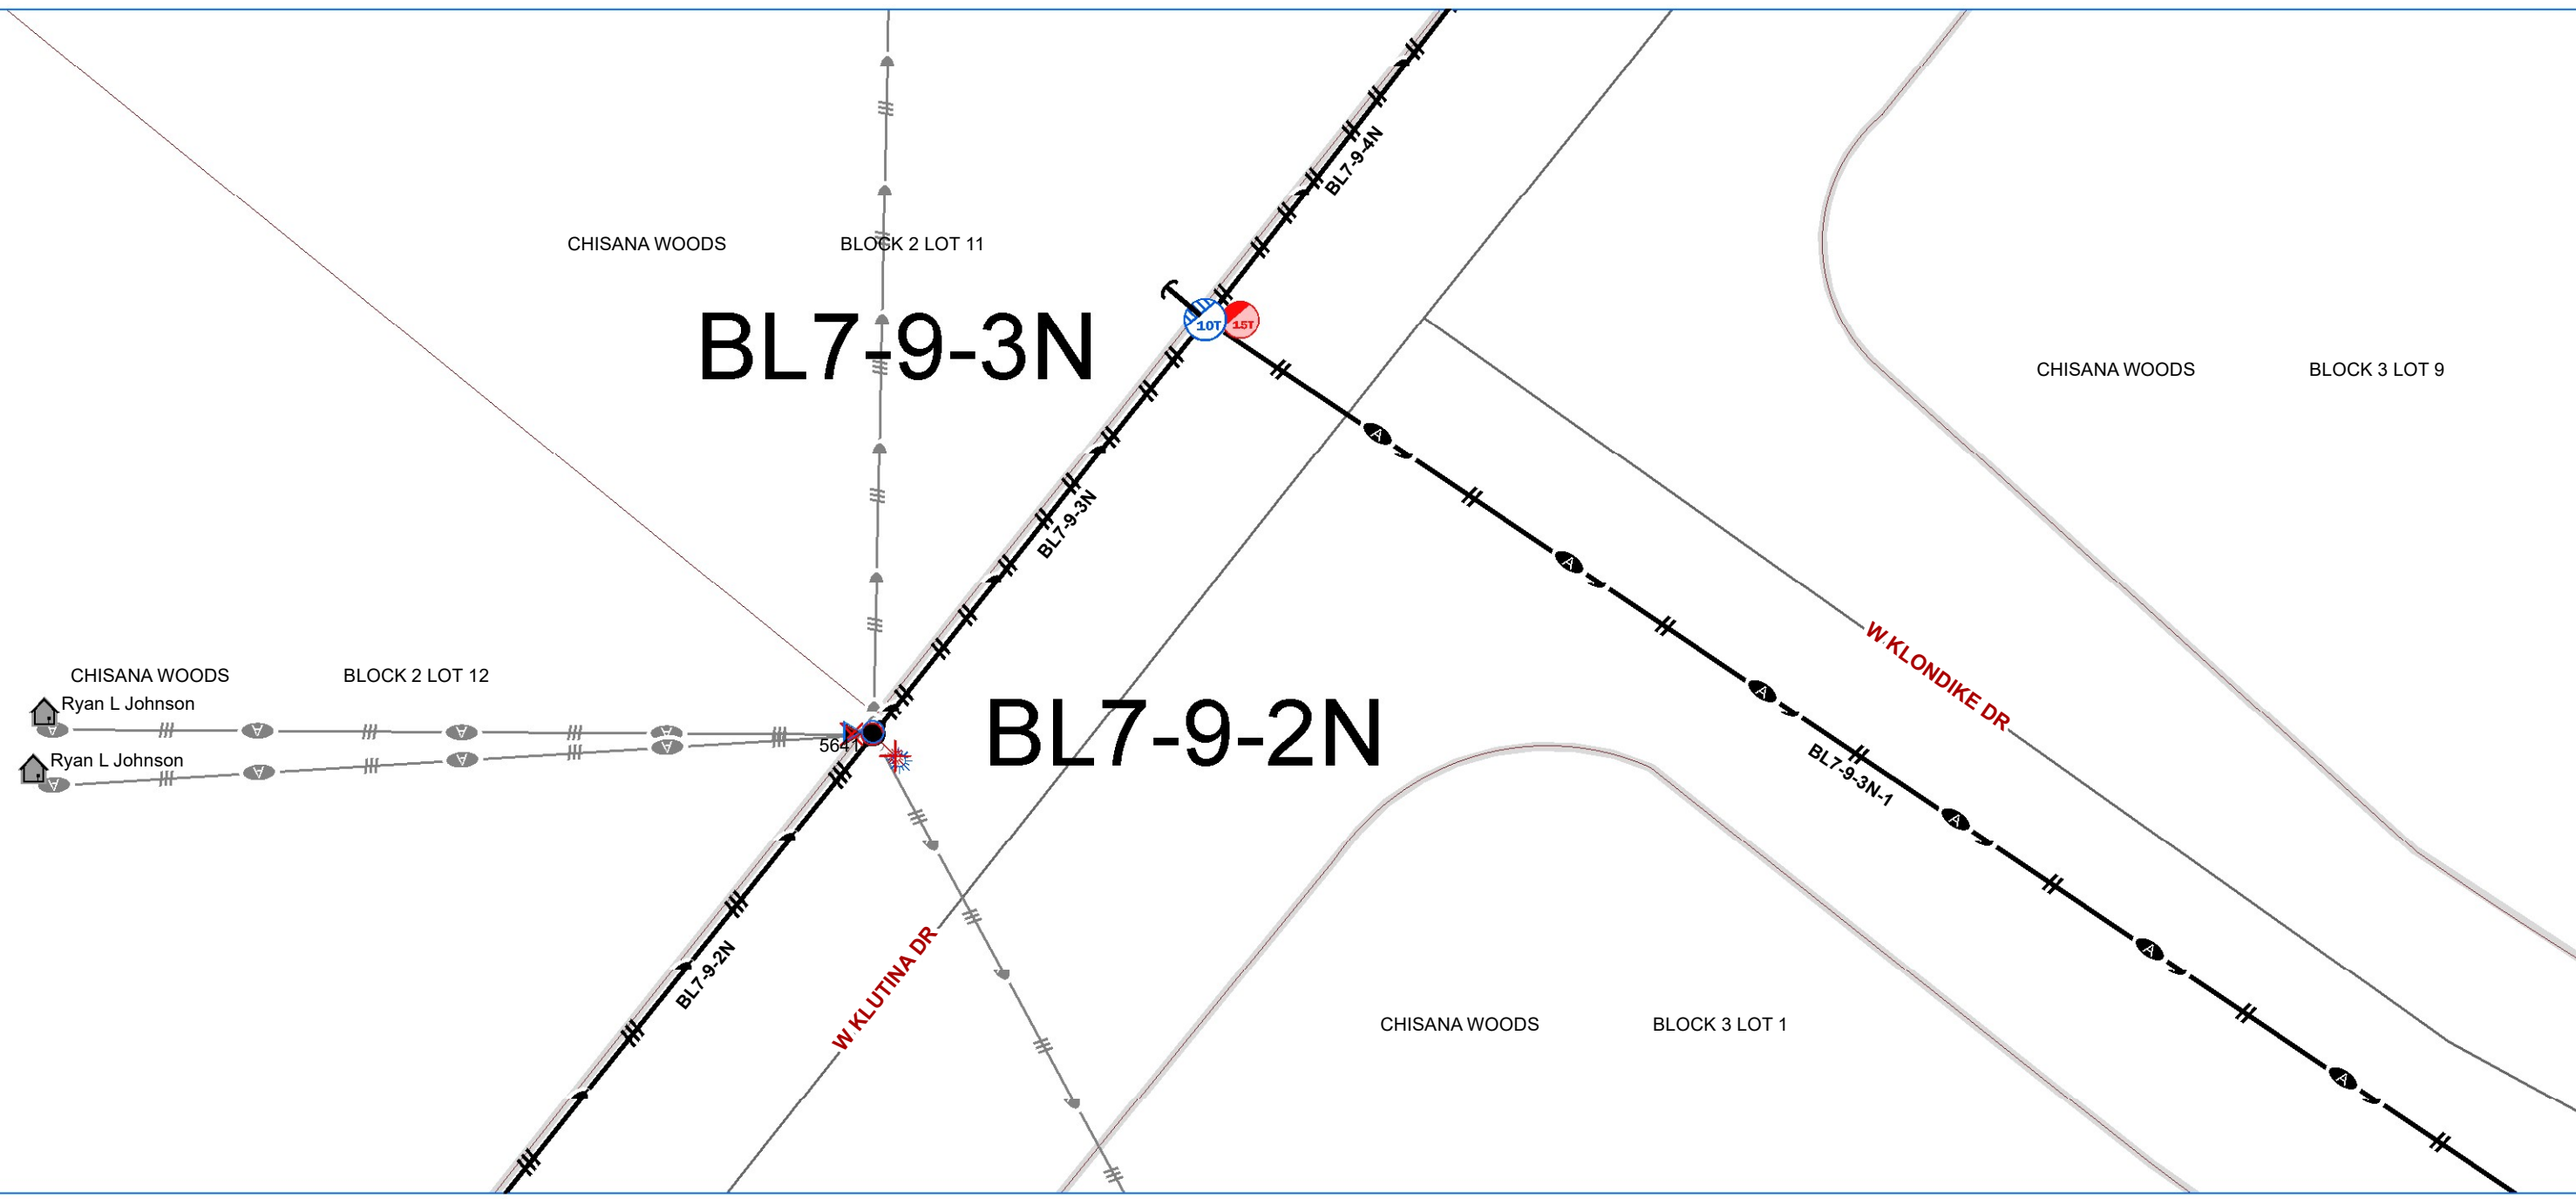 BL7-9-4N
CHISANA WOODS BLOCK 2 LOT 11
BL7-9-3N
10T 15T
CHISANA WOODS BLOCK 3 LOT 9
A
BL7-9-3N
A
A
W KLONDIKE DR
BL7-9-3N-1
A
A
A
CHISANA WOODS BLOCK 2 LOT 12
Ryan L Johnson
A
A
A
A
Ryan L Johnson
A
A
A
A
5641
BL7-9-2N
BL7-9-2N
W KLUTINA DR
CHISANA WOODS BLOCK 3 LOT 1